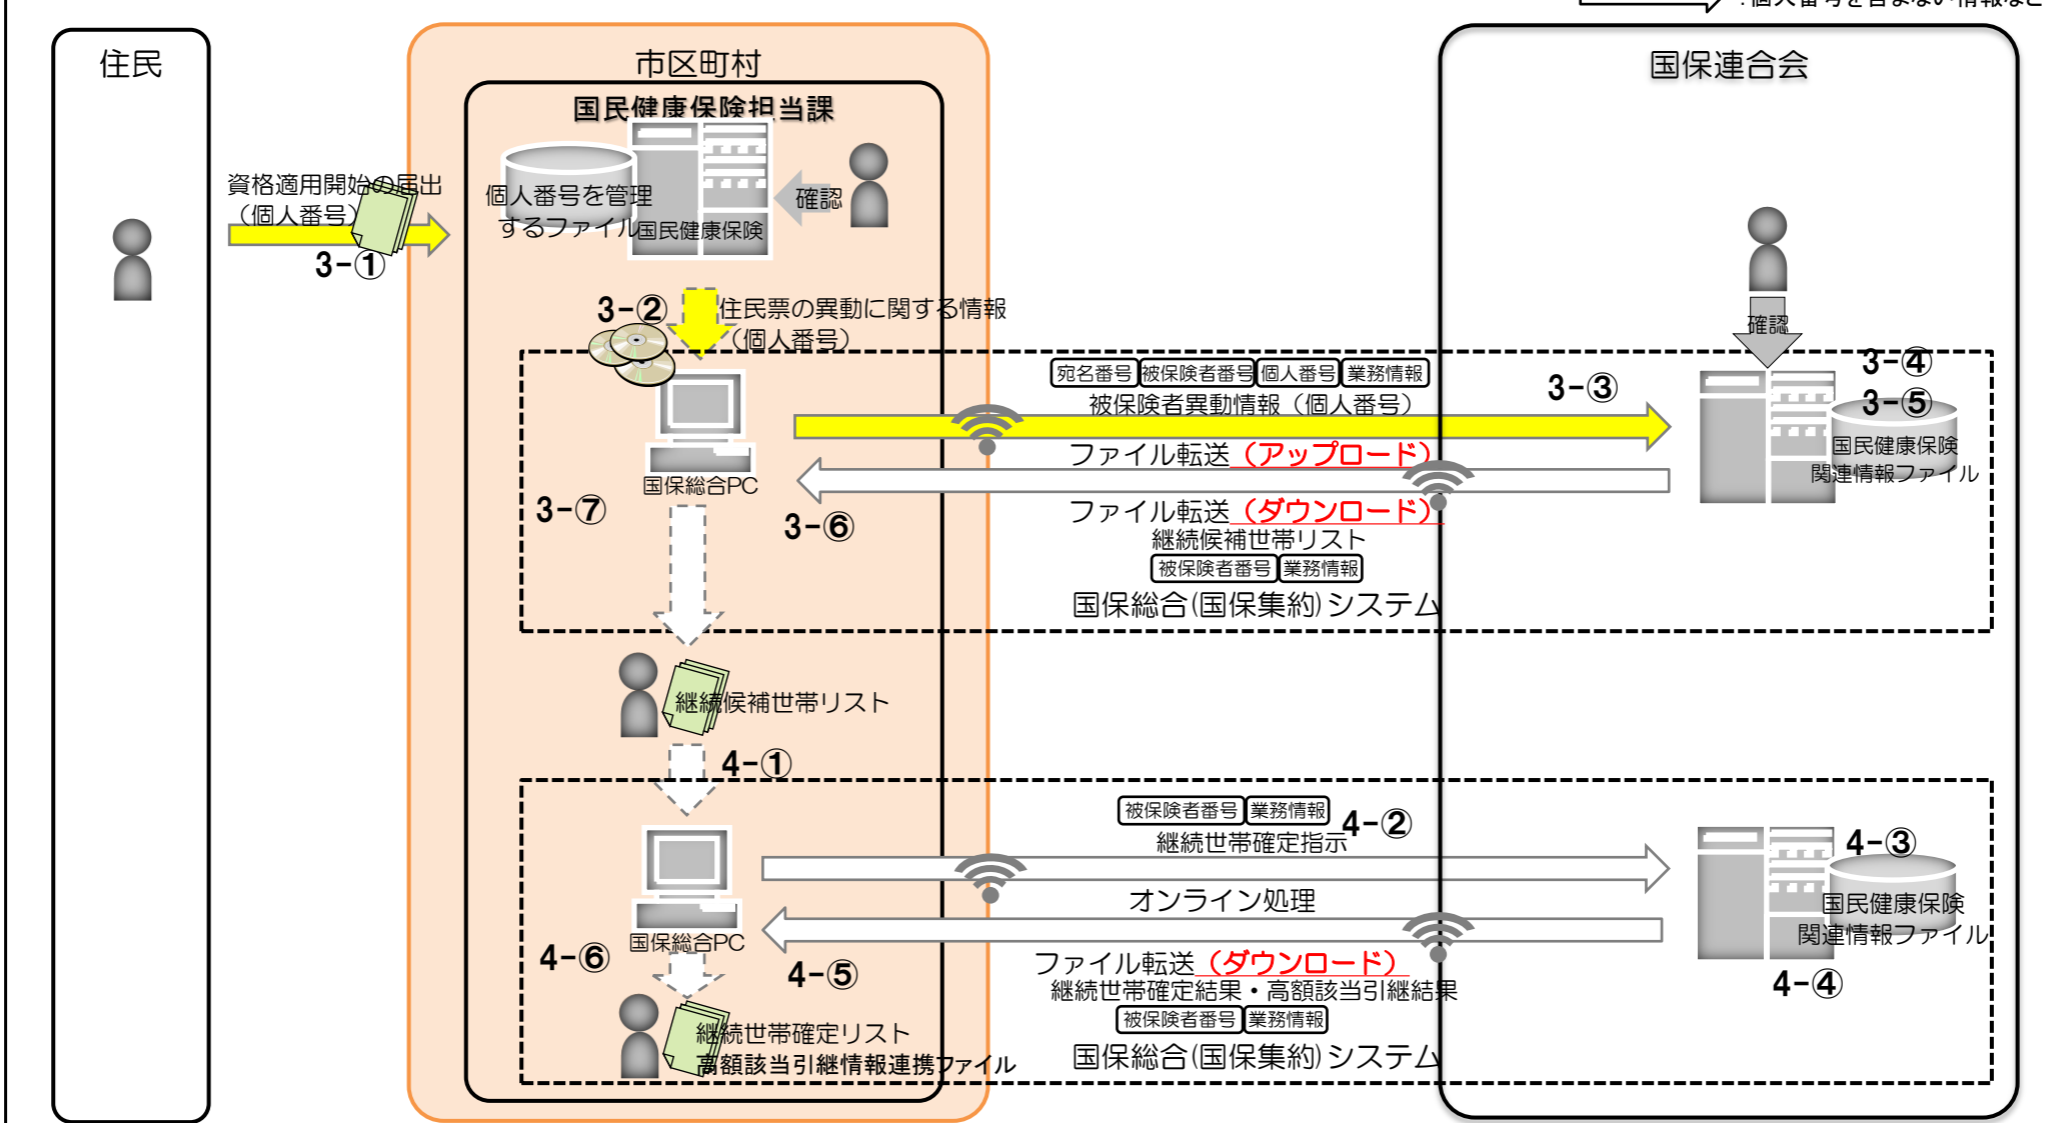 :個人番号を含まない情報など
住民
市区町村
国保連合会
国民健康保険担当課
資格適用開始の届出
（個人番号）
3-①
個人番号を管理
するファイル
国民健康保険
確認
3-②
住民票の異動に関する情報
（個人番号）
確認
宛名番号 被保険者番号 個人番号 業務情報
被保険者異動情報（個人番号）
3-③
3-④
3-⑤
ファイル転送（アップロード）
国民健康保険
関連情報ファイル
国保総合PC
3-⑦
3-⑥
ファイル転送（ダウンロード）
継続候補世帯リスト
被保険者番号 業務情報
国保総合(国保集約)システム
継続候補世帯リスト
4-①
被保険者番号 業務情報
4-②
継続世帯確定指示
4-③
オンライン処理
国民健康保険
関連情報ファイル
国保総合PC
4-⑥
4-⑤
ファイル転送（ダウンロード）
4-④
継続世帯確定結果・高額該当引継結果
被保険者番号 業務情報
継続世帯確定リスト
高額該当引継情報連携ファイル
国保総合(国保集約)システム